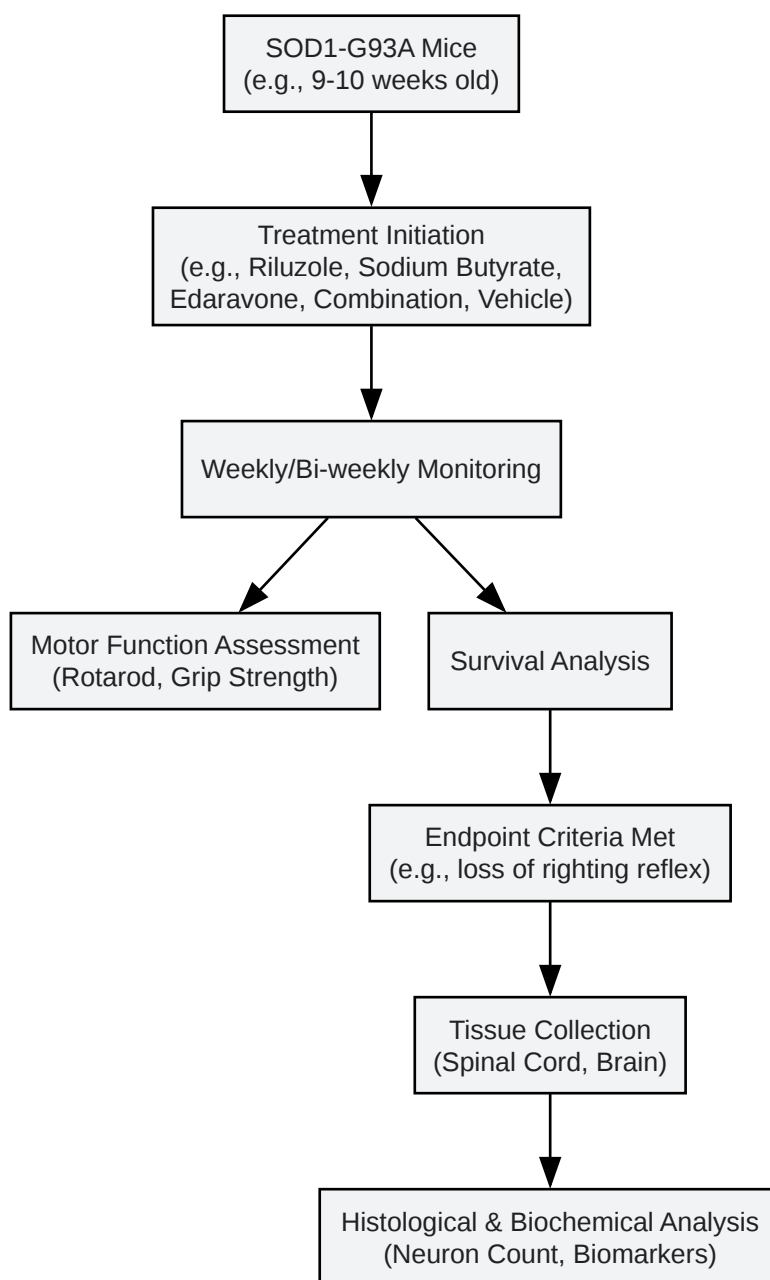 SOD1-G93A Mice
(e.g., 9-10 weeks old)
Treatment Initiation
(e.g., Riluzole, Sodium Butyrate,
Edaravone, Combination, Vehicle)
Weekly/Bi-weekly Monitoring
Motor Function Assessment
(Rotarod, Grip Strength)
Survival Analysis
Endpoint Criteria Met
(e.g., loss of righting reflex)
Tissue Collection
(Spinal Cord, Brain)
Histological & Biochemical Analysis
(Neuron Count, Biomarkers)